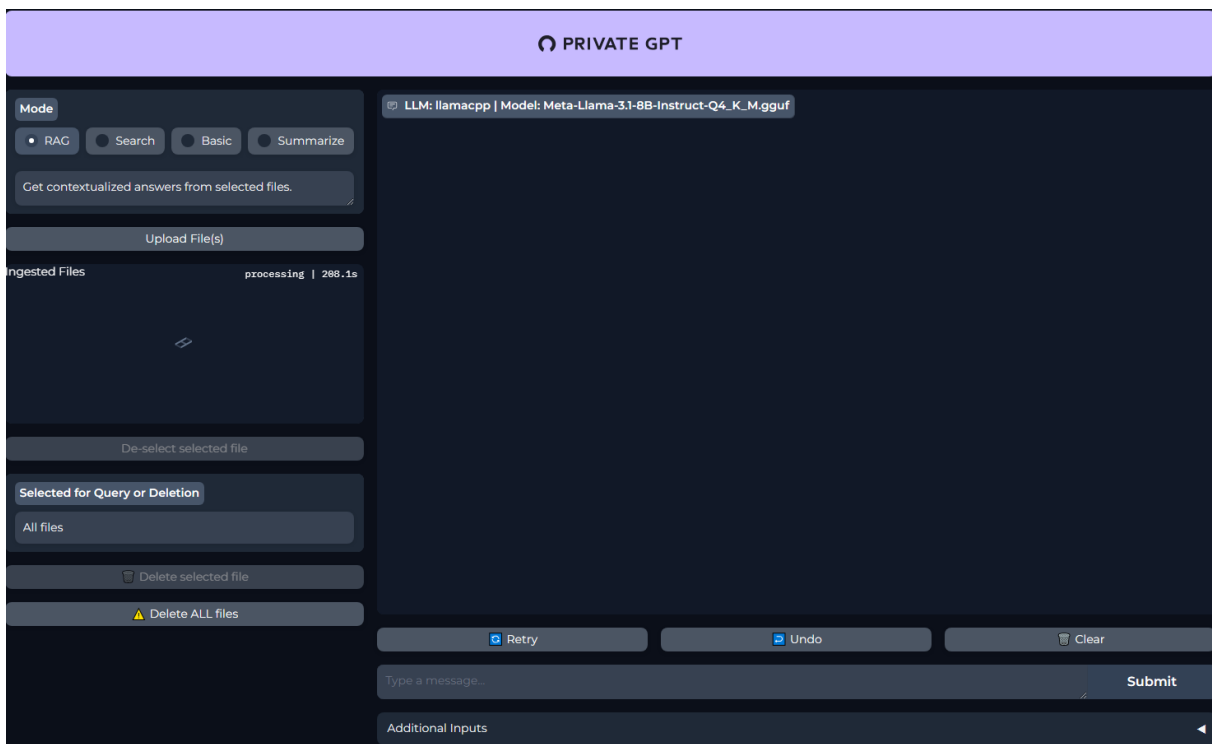 PRIVATE GPT
Mode
RAG
Search
Basic
Summarize
Get contextualized answers from selected files.
Upload File(s)
Ingested Files
processing | 208.1s
De-select selected file
Selected for Query or Deletion
All files
Delete selected file
Delete ALL files
LLM: llamacpp | Model: Meta-Llama-3.1-8B-Instruct-Q4_K_M.gguf
Retry
Undo
Clear
Type a message...
Submit
Additional Inputs